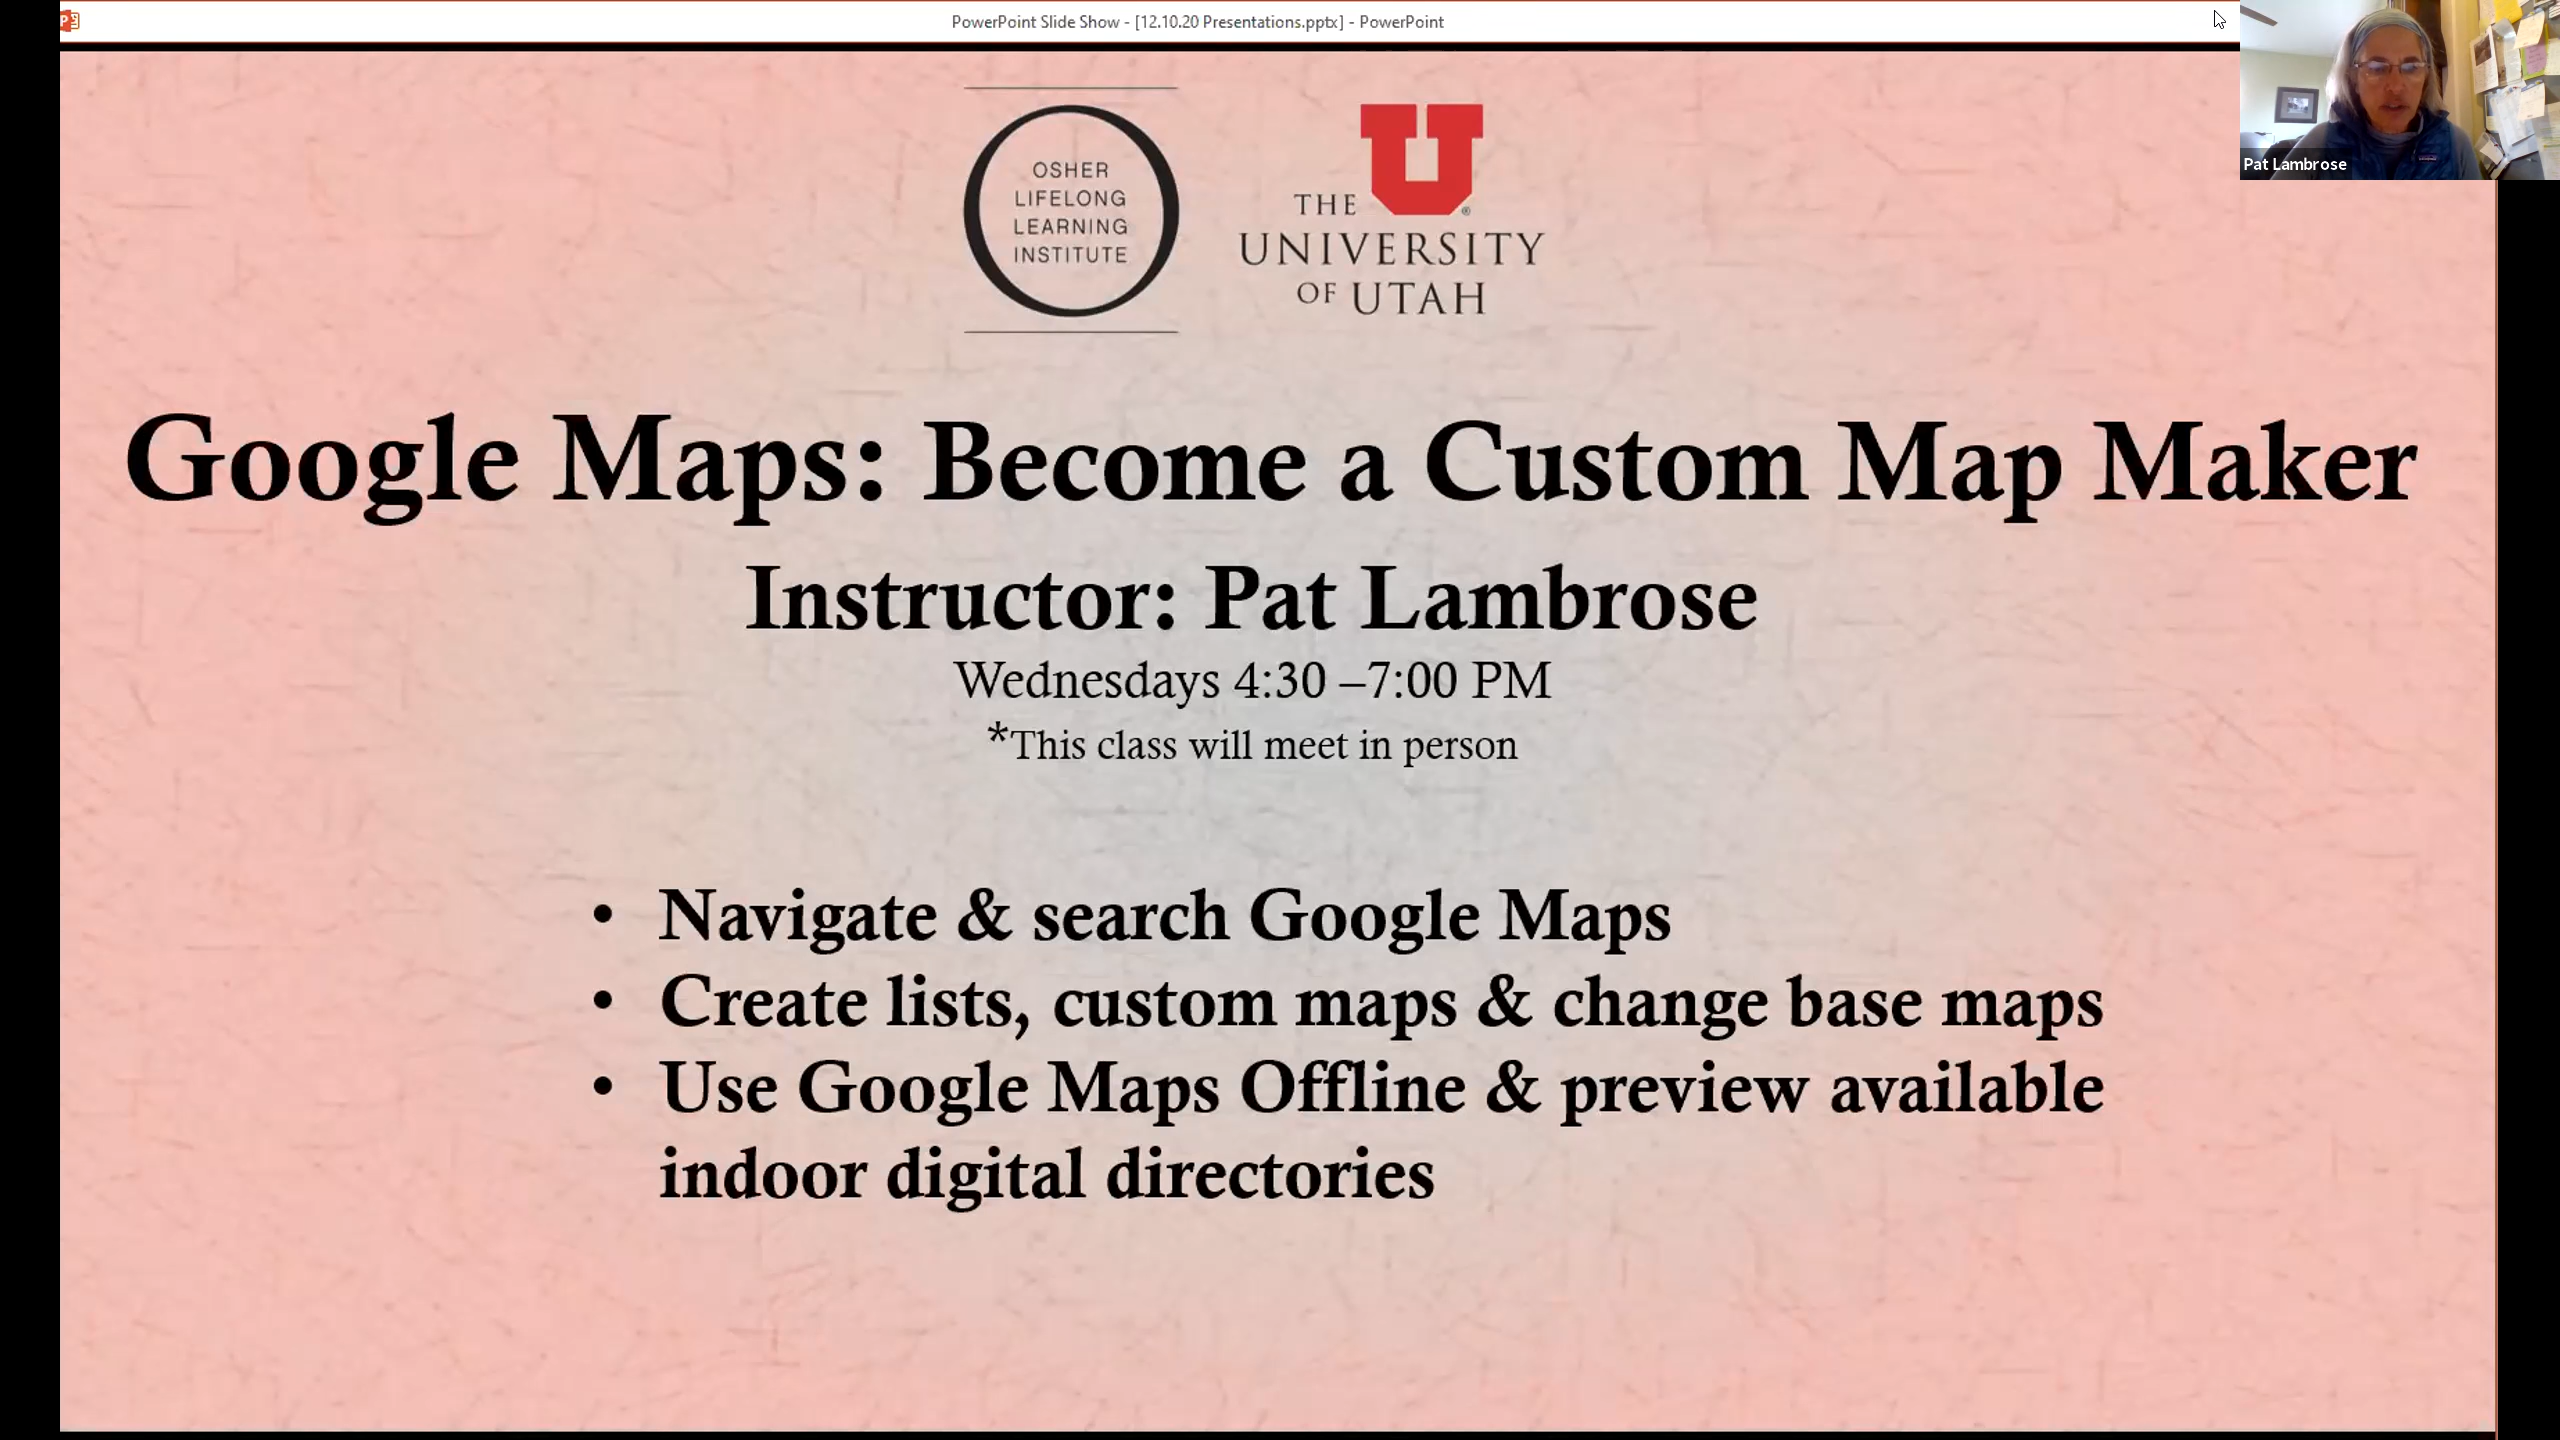 PowerPoint Slide Show - [12.10.20 Presentations.pptx] - PowerPoint
Pat Lambrose
OSHER
LIFELONG
LEARNING
INSTITUTE
U®
THE
UNIVERSITY
OF UTAH
Google Maps: Become a Custom Map Maker
Instructor: Pat Lambrose
Wednesdays 4:30 –7:00 PM
*This class will meet in person
• Navigate & search Google Maps
• Create lists, custom maps & change base maps
• Use Google Maps Offline & preview available
indoor digital directories